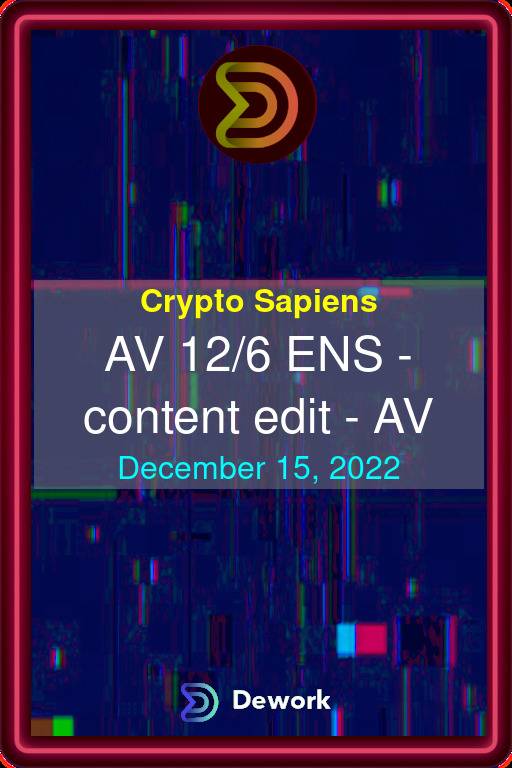 Crypto Sapiens
AV 12/6 ENS -
content edit - AV
December 15, 2022
Dework